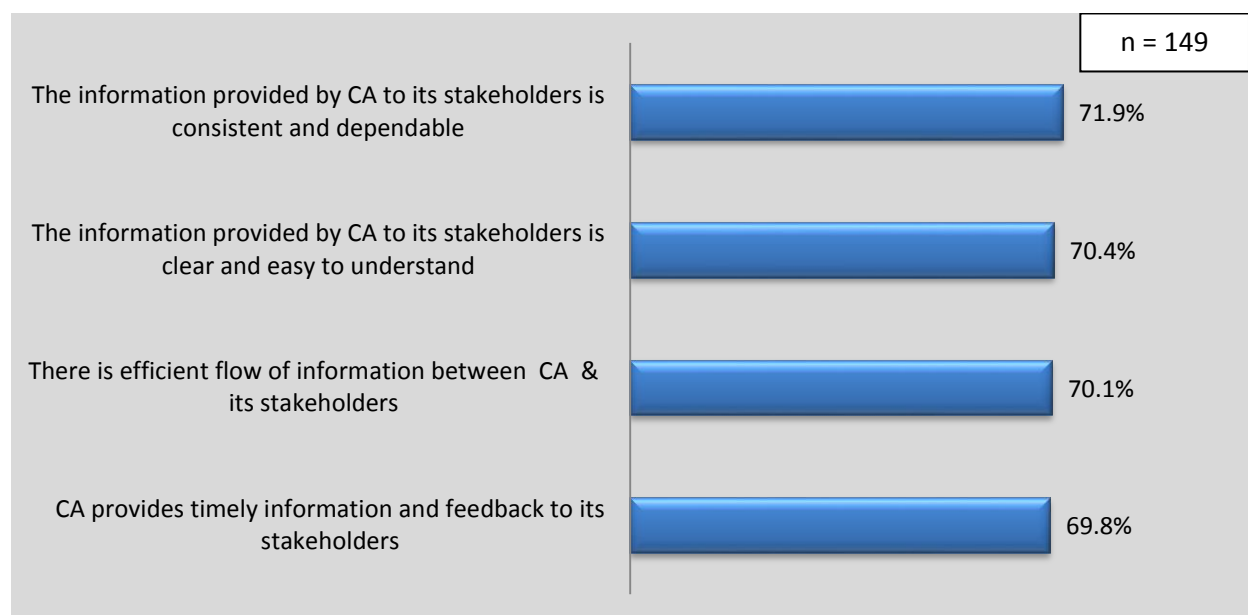 n = 149
The information provided by CA to its stakeholders is
consistent and dependable
71.9%
The information provided by CA to its stakeholders is
clear and easy to understand
70.4%
There is efficient flow of information between  CA  &
its stakeholders
70.1%
CA provides timely information and feedback to its
stakeholders
69.8%